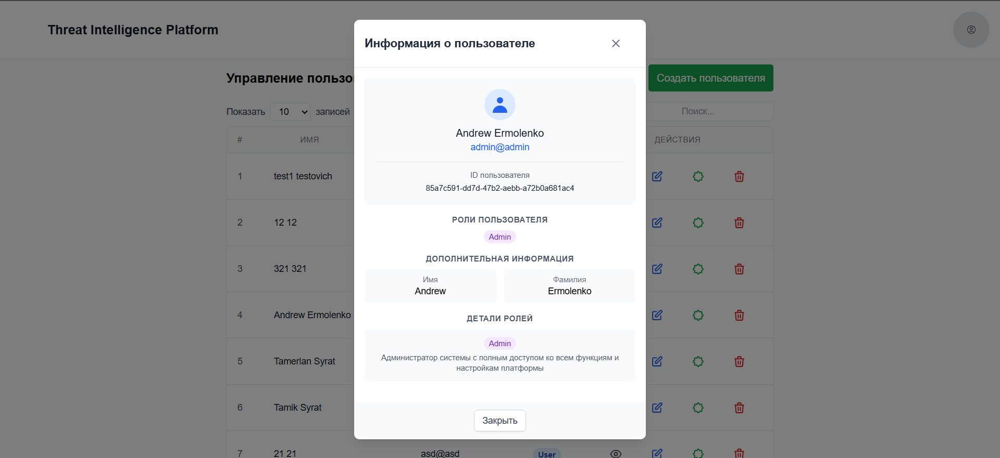 Threat Intelligence Platform
Управление пользо
Создать пользователя
Показать 10 записей
Поиск...
# ИМЯ ДЕЙСТВИЯ
1 test1 testovich
2 12 12
3 321 321
4 Andrew Ermolenko
5 Tamerlan Syrat
6 Tamik Syrat
7 21 21 asd@asd User
Информация о пользователе
Andrew Ermolenko
admin@admin
ID пользователя
85a7c591-dd7d-47b2-aebb-a72b0a681ac4
РОЛИ ПОЛЬЗОВАТЕЛЯ
Admin
ДОПОЛНИТЕЛЬНАЯ ИНФОРМАЦИЯ
Имя
Andrew
Фамилия
Ermolenko
ДЕТАЛИ РОЛЕЙ
Admin
Администратор системы с полным доступом ко всем функциям и
настройкам платформы
Закрыть